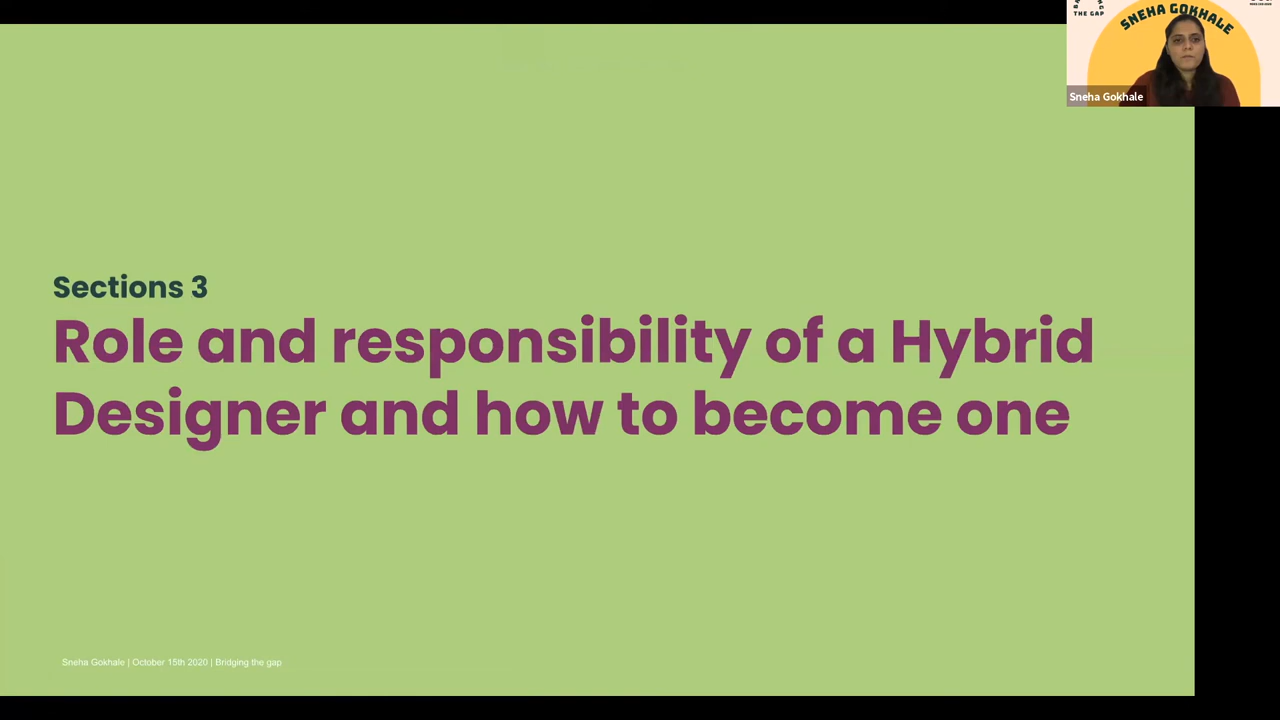 THE GAP
SNEHA GOKHALE
Sneha Gokhale
Sections 3
Role and responsibility of a Hybrid
Designer and how to become one
Sneha Gokhale | October 15th 2020 | Bridging the gap